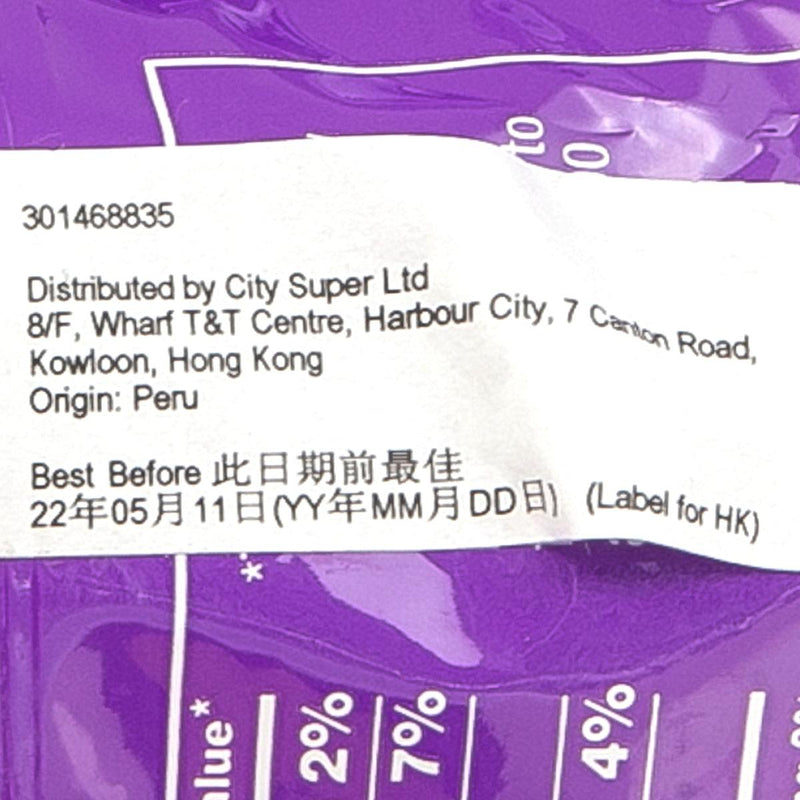 to
0
301468835
Distributed by City Super Ltd
8/F, Wharf T&T Centre, Harbour City, 7 Canton Road,
Kowloon, Hong Kong
Origin: Peru
Best Before 此日期前最佳
22年05月11日(YY年MM月DD日) (Label for HK)
*
2%
7%
4%